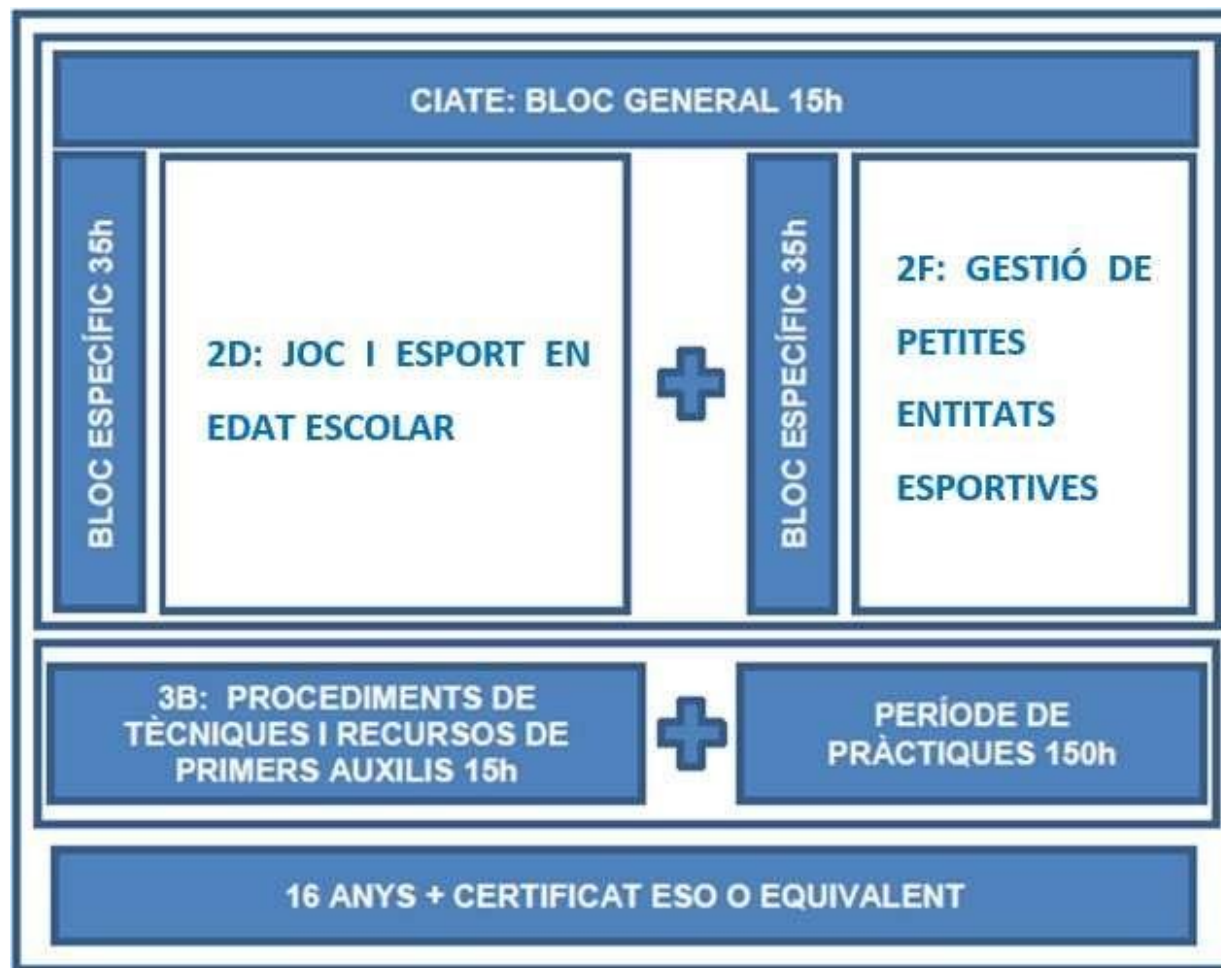 CIATE: BLOC GENERAL 15h
BLOC ESPECÍFIC 35h
2D: JOC I ESPORT EN
EDAT ESCOLAR
BLOC ESPECÍFIC 35h
2F: GESTIÓ DE
PETITES
ENTITATS
ESPORTIVES
3B: PROCEDIMENTS DE
TÈCNIQUES I RECURSOS DE
PRIMERS AUXILIS 15h
PERÍODE DE
PRÀCTIQUES 150h
16 ANYS + CERTIFICAT ESO O EQUIVALENT